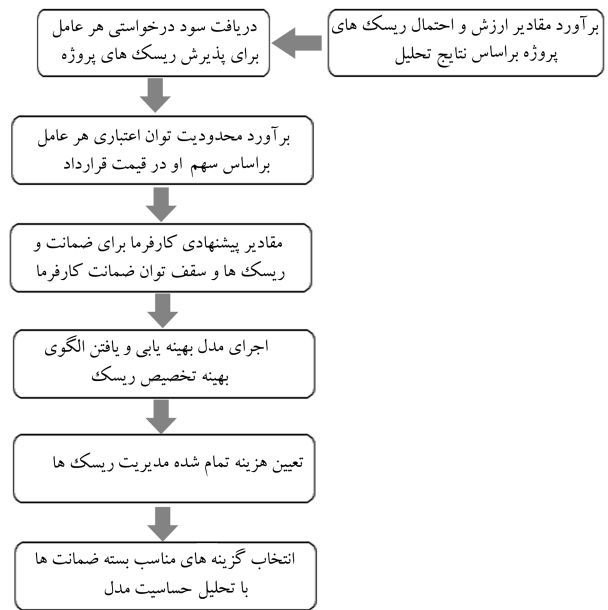 برآورد مقادیر ارزش و احتمال ریسک های
پروژه براساس نتایج تحلیل
دریافت سود درخواستی هر عامل
برای پذیرش ریسک های پروژه
برآورد محدودیت توان اعتباری هر عامل
براساس سهم او در قیمت قرارداد
مقادیر پیشنهادی کارفرما برای ضمانت و
ریسک ها و سقف توان ضمانت کارفرما
اجرای مدل بهینه یابی و یافتن الگوی
بهینه تخصیص ریسک
تعیین هزینه تمام شده مدیریت ریسک ها
انتخاب گزینه های مناسب بسته ضمانت ها
با تحلیل حساسیت مدل